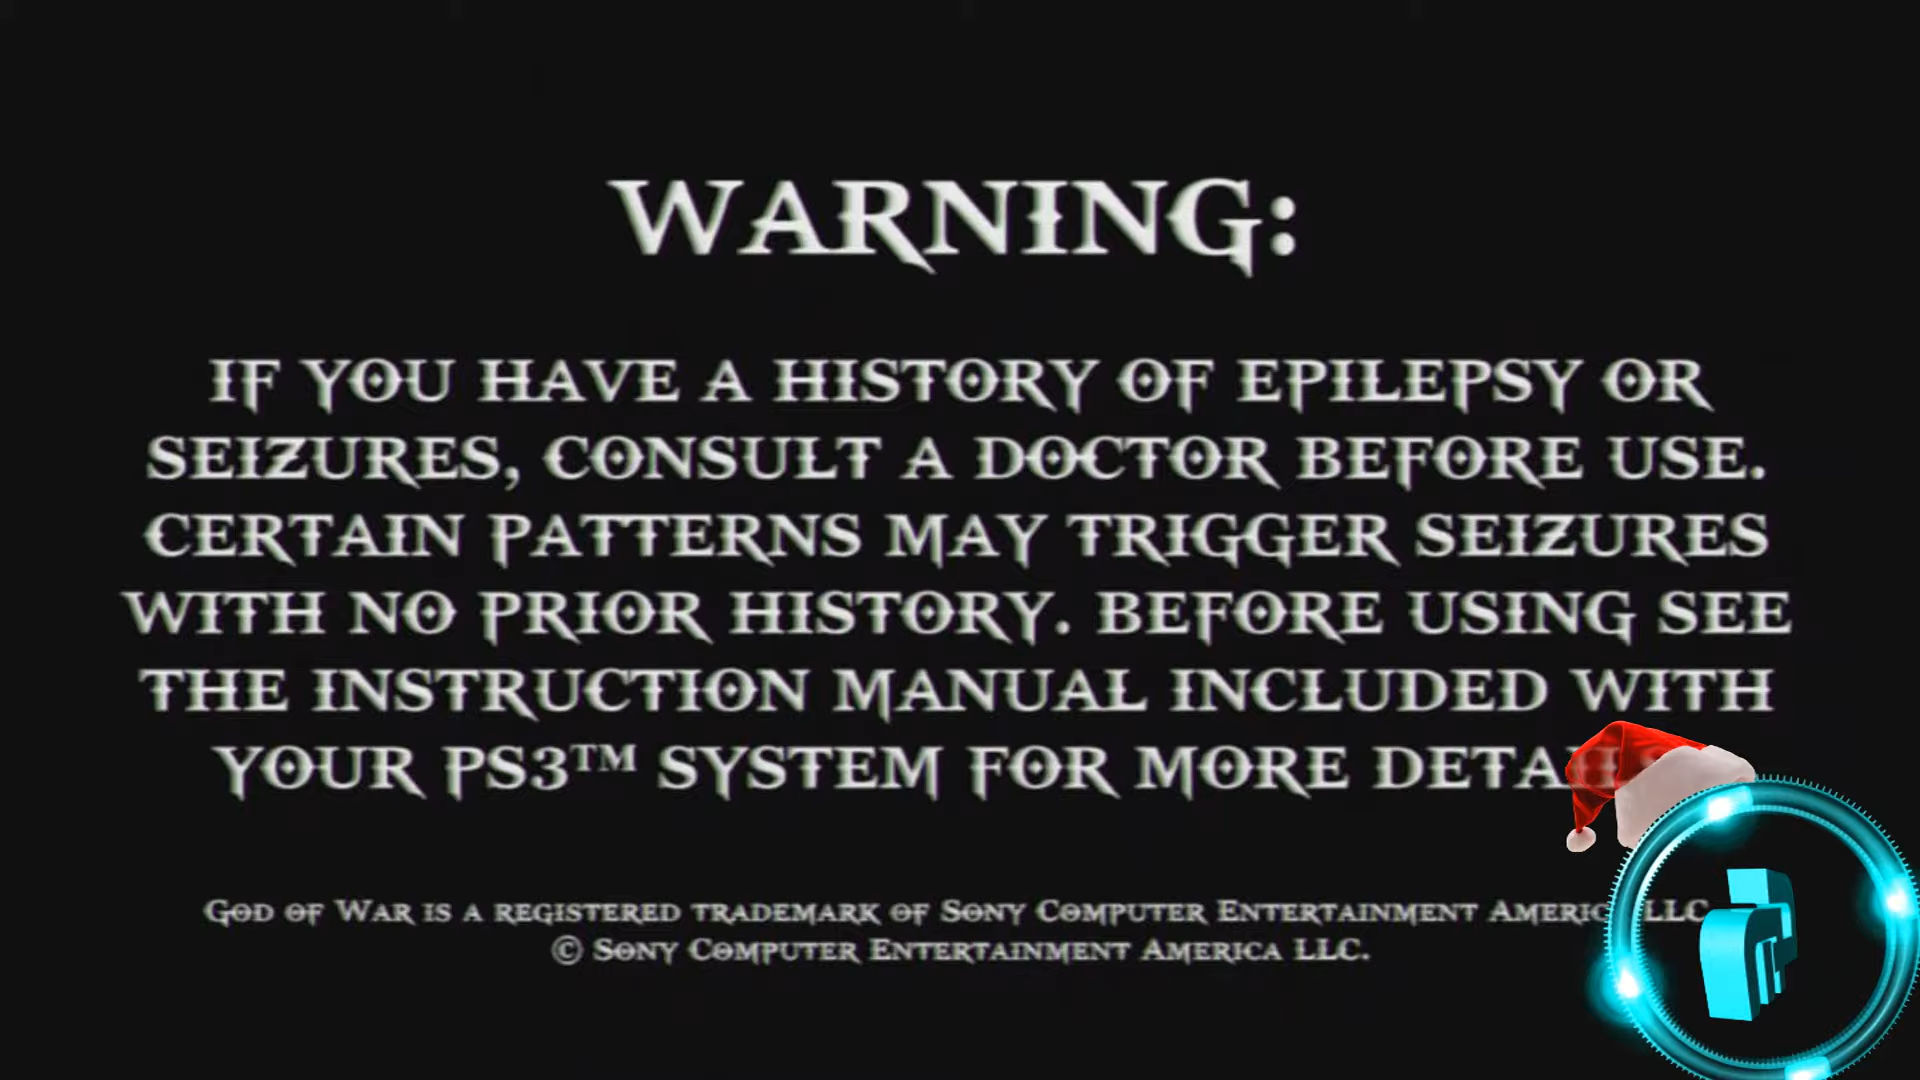 WARNING:
IF YOU HAVE A HISTORY OF EPILEPSY OR
SEIZURES, CONSULT A DOCTOR BEFORE USE.
CERTAIN PATTERNS MAY TRIGGER SEIZURES
WITH NO PRIOR HISTORY. BEFORE USING SEE
THE INSTRUCTION MANUAL INCLUDED WITH
YOUR PS3™ SYSTEM FOR MORE
GOD OF WAR IS A REGISTERED TRADEMARK OF SONY COMPUTER ENTERTAINMENT AMERICA LLC
© SONY COMPUTER ENTERTAINMENT AMERICA LLC.